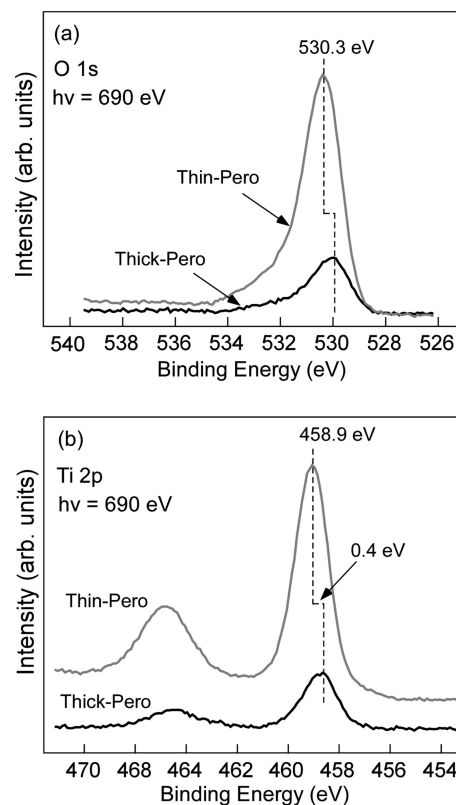 (a)
O 1s
hν = 690 eV
530.3 eV
Thin-Pero
Thick-Pero
Intensity (arb. units)
540 538 536 534 532 530 528 526
Binding Energy (eV)
(b)
Ti 2p
hν = 690 eV
458.9 eV
0.4 eV
Thin-Pero
Thick-Pero
Intensity (arb. units)
470 468 466 464 462 460 458 456 454
Binding Energy (eV)